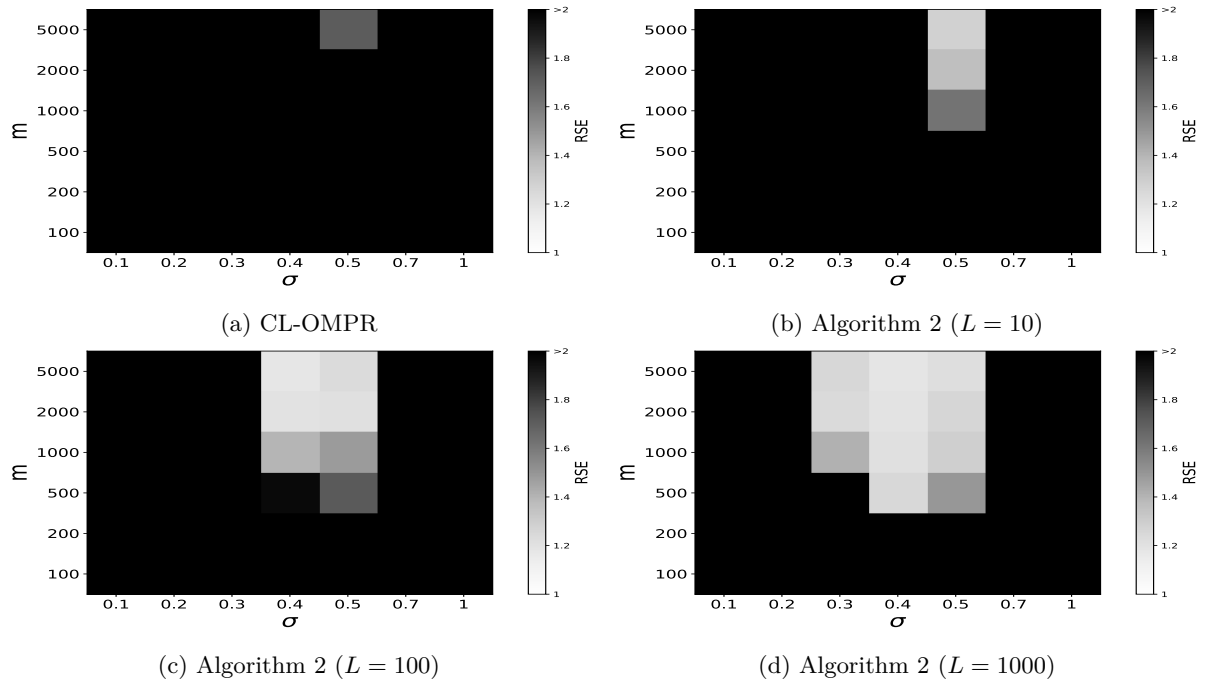 5000
2000
1000
500
200
100
m
0.1 0.2 0.3 0.4 0.5 0.7 1
σ
>2
1.8
1.6
1.4
1.2
1
RSE
(a) CL-OMPR
5000
2000
1000
500
200
100
m
0.1 0.2 0.3 0.4 0.5 0.7 1
σ
>2
1.8
1.6
1.4
1.2
1
RSE
(b) Algorithm 2 (L = 10)
5000
2000
1000
500
200
100
m
0.1 0.2 0.3 0.4 0.5 0.7 1
σ
>2
1.8
1.6
1.4
1.2
1
RSE
(c) Algorithm 2 (L = 100)
5000
2000
1000
500
200
100
m
0.1 0.2 0.3 0.4 0.5 0.7 1
σ
>2
1.8
1.6
1.4
1.2
1
RSE
(d) Algorithm 2 (L = 1000)